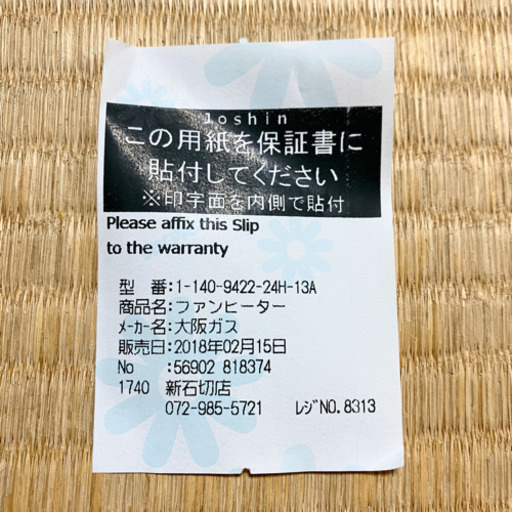 Joshin
この用紙を保証書に
貼付してください
※印字面を内側で貼付
Please affix this Slip
to the warranty
型 番:1-140-9422-24H-13A
商品名:ファンヒーター
ﾒｰｶｰ名:大阪ガス
販売日:2018年02月15日
No :56902 818374
1740 新石切店
072-985-5721 ﾚｼﾞNO.8313